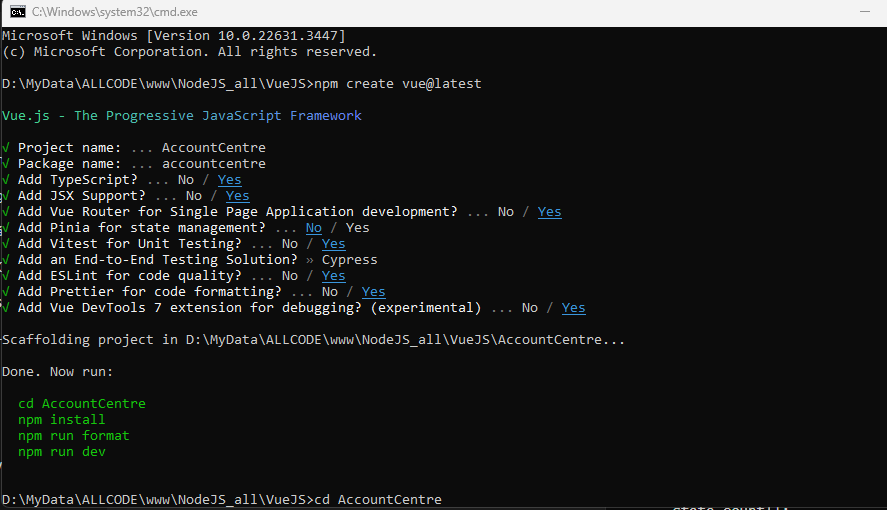 C:\Windows\system32\cmd.exe
Microsoft Windows [Version 10.0.22631.3447]
(c) Microsoft Corporation. All rights reserved.
D:\MyData\ALLCODE\www\NodeJS_all\VueJS>npm create vue@latest
Vue.js - The Progressive JavaScript Framework
√ Project name: ... AccountCentre
√ Package name: ... accountcentre
√ Add TypeScript? ... No / Yes
√ Add JSX Support? ... No / Yes
√ Add Vue Router for Single Page Application development? ... No / Yes
√ Add Pinia for state management? ... No / Yes
√ Add Vitest for Unit Testing? ... No / Yes
√ Add an End-to-End Testing Solution? » Cypress
√ Add ESLint for code quality? ... No / Yes
√ Add Prettier for code formatting? ... No / Yes
√ Add Vue DevTools 7 extension for debugging? (experimental) ... No / Yes
Scaffolding project in D:\MyData\ALLCODE\www\NodeJS_all\VueJS\AccountCentre...
Done. Now run:
cd AccountCentre
npm install
npm run format
npm run dev
D:\MyData\ALLCODE\www\NodeJS_all\VueJS>cd AccountCentre